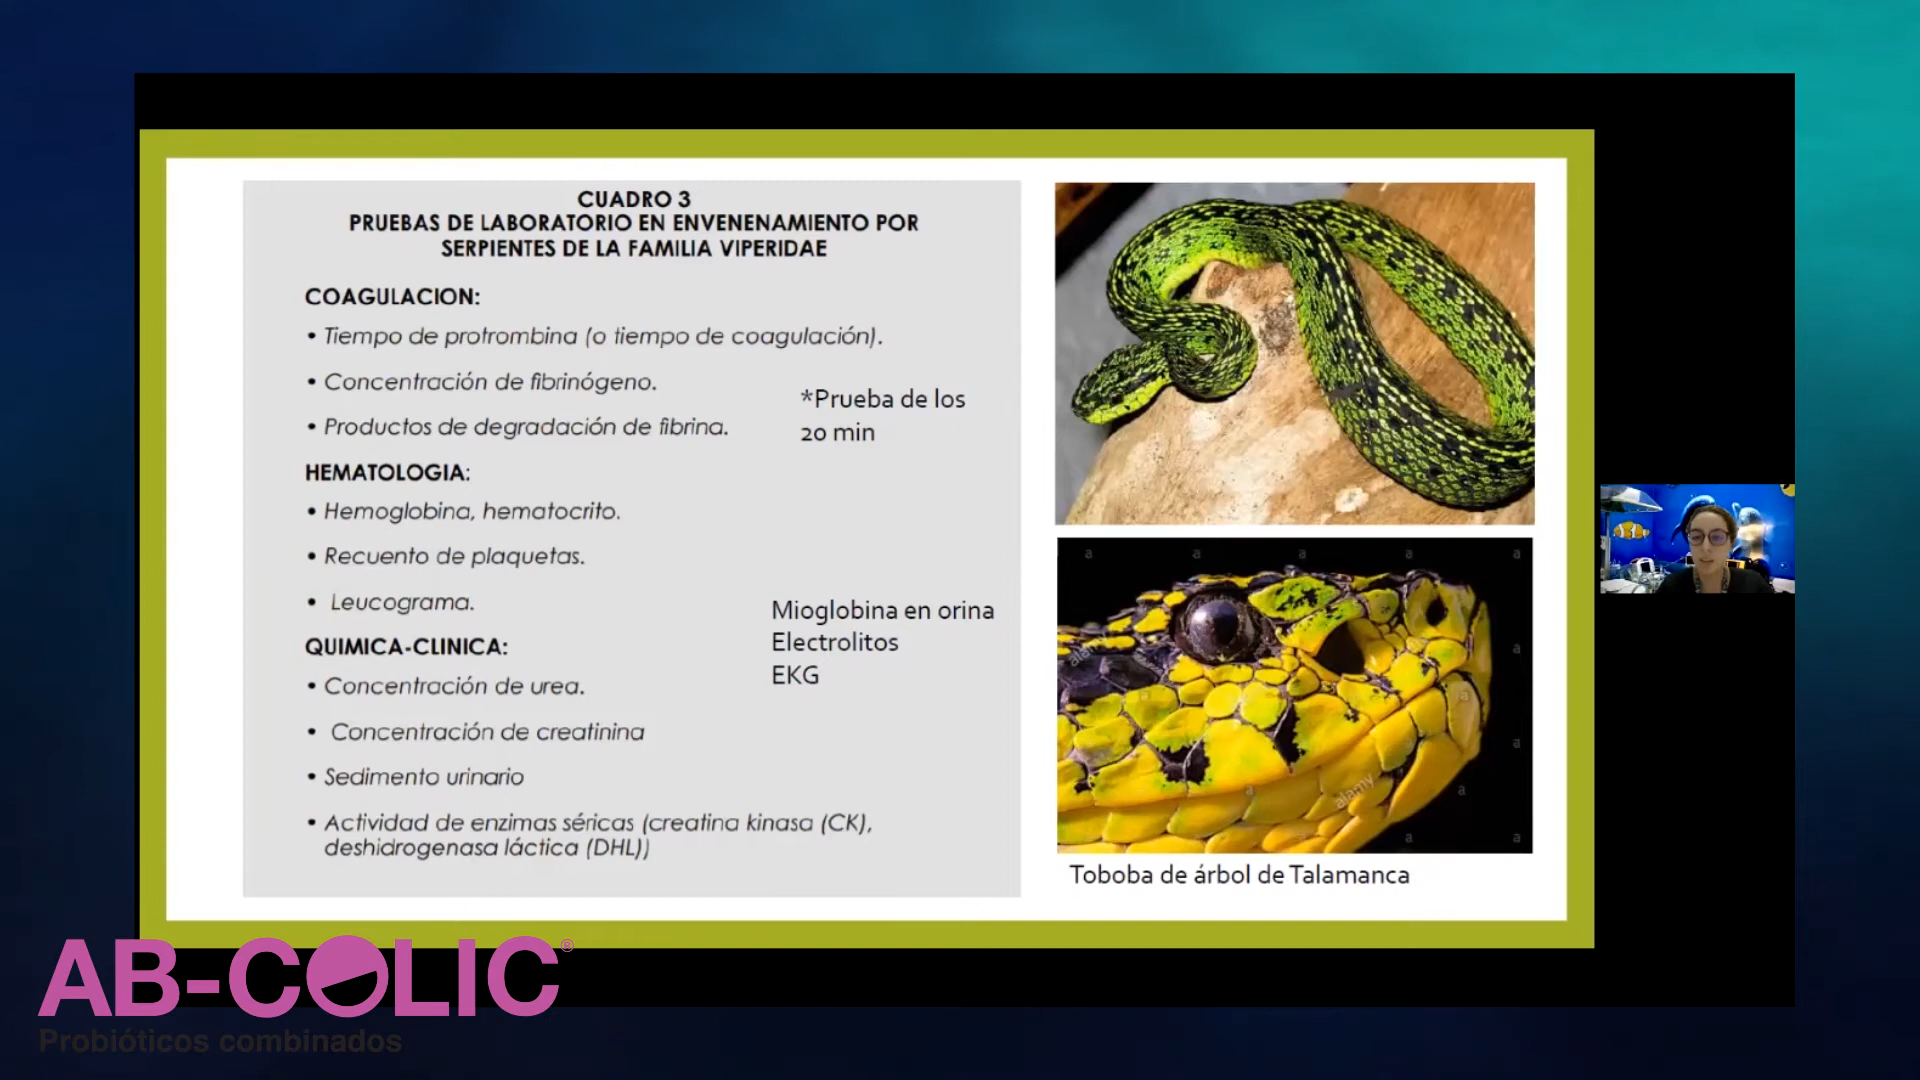 CUADRO 3
PRUEBAS DE LABORATORIO EN ENVENENAMIENTO POR
SERPIENTES DE LA FAMILIA VIPERIDAE
COAGULACION:
• Tiempo de protrombina (o tiempo de coagulación).
• Concentración de fibrinógeno.
• Productos de degradación de fibrina.
*Prueba de los
20 min
HEMATOLOGIA:
• Hemoglobina, hematocrito.
• Recuento de plaquetas.
• Leucograma.
QUIMICA-CLINICA:
• Concentración de urea.
• Concentración de creatinina
• Sedimento urinario
• Actividad de enzimas séricas (creatina kinasa (CK),
deshidrogenasa láctica (DHL))
Mioglobina en orina
Electrolitos
EKG
a a a a a
alamy
a
a
a
a
alamy
a
a a
Toboba de árbol de Talamanca
AB-COLIC®
Probióticos combinados